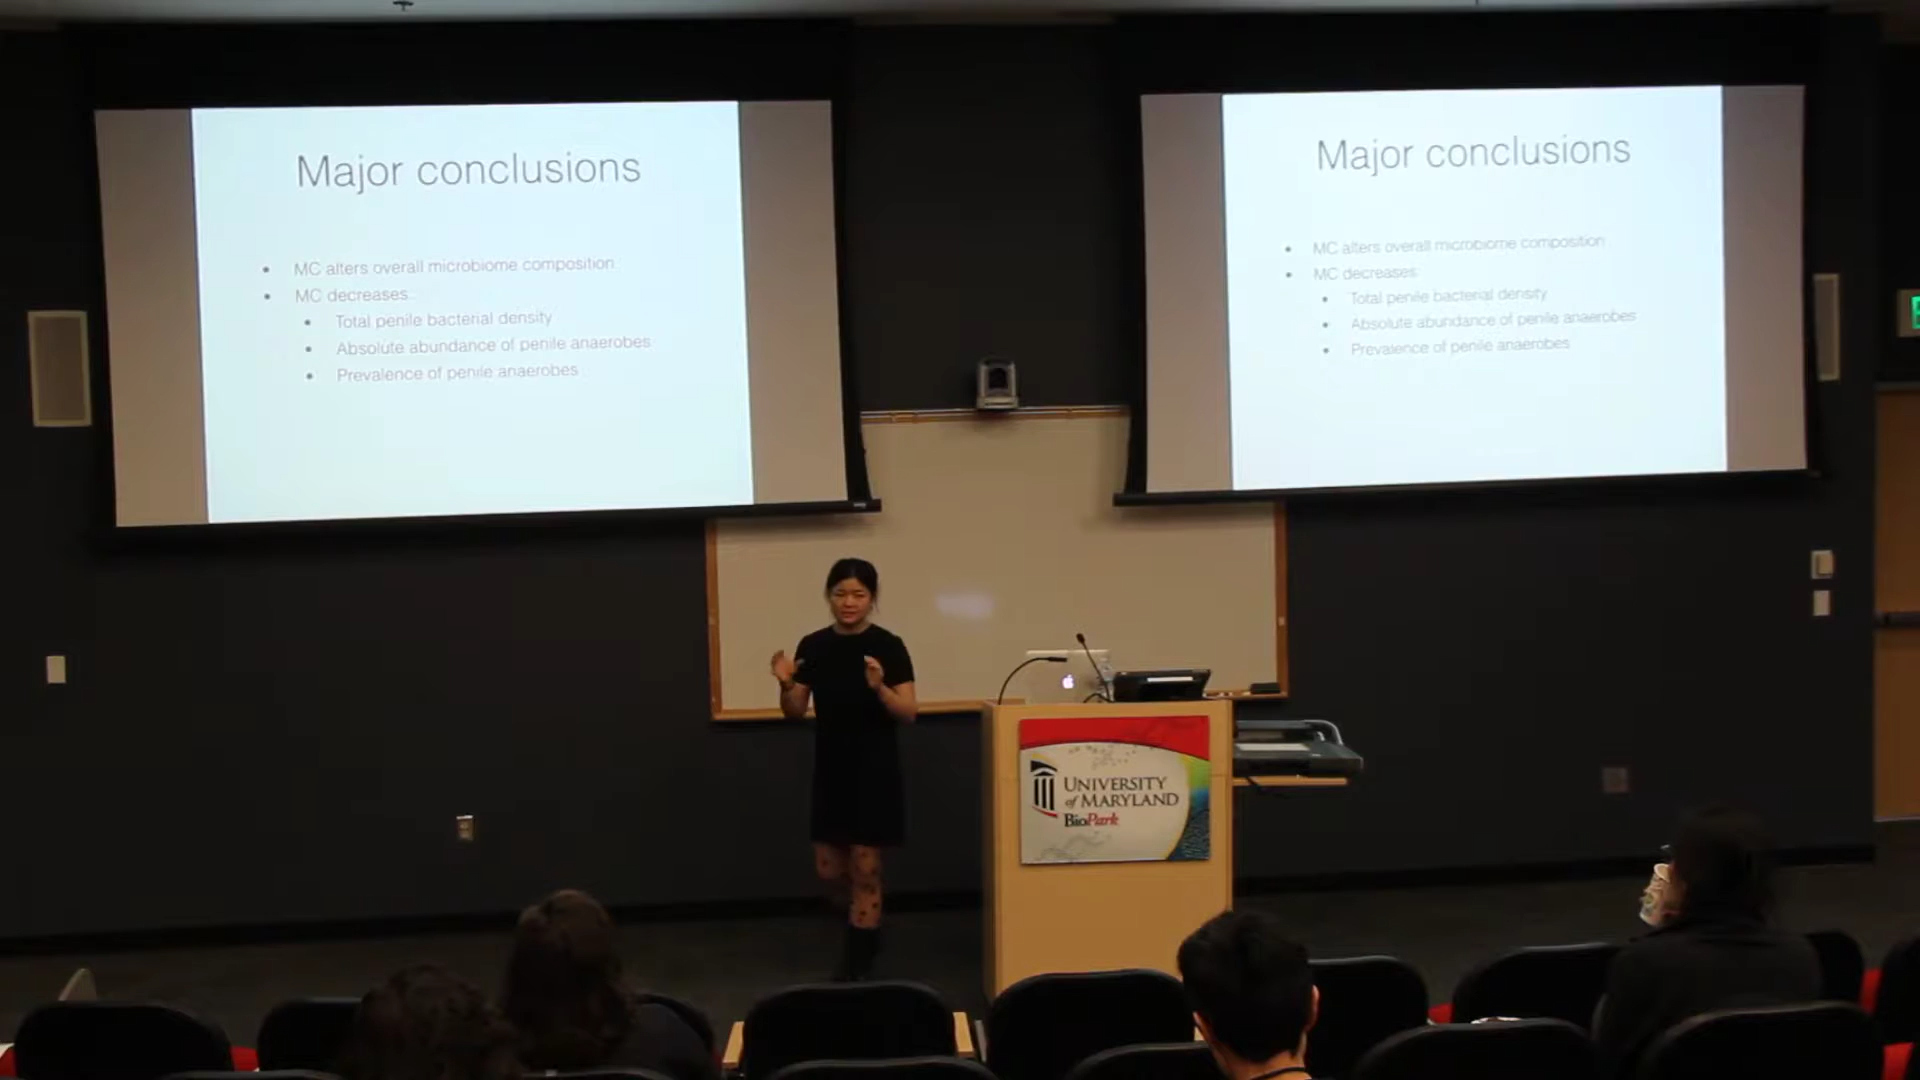 Major conclusions
MC alters overall microbiome composition
MC decreases:
Total penile bacterial density
Absolute abundance of penile anaerobes
Prevalence of penile anaerobes
Major conclusions
MC alters overall microbiome composition
MC decreases:
Total penile bacterial density
Absolute abundance of penile anaerobes
Prevalence of penile anaerobes
UNIVERSITY
of MARYLAND
BioPark